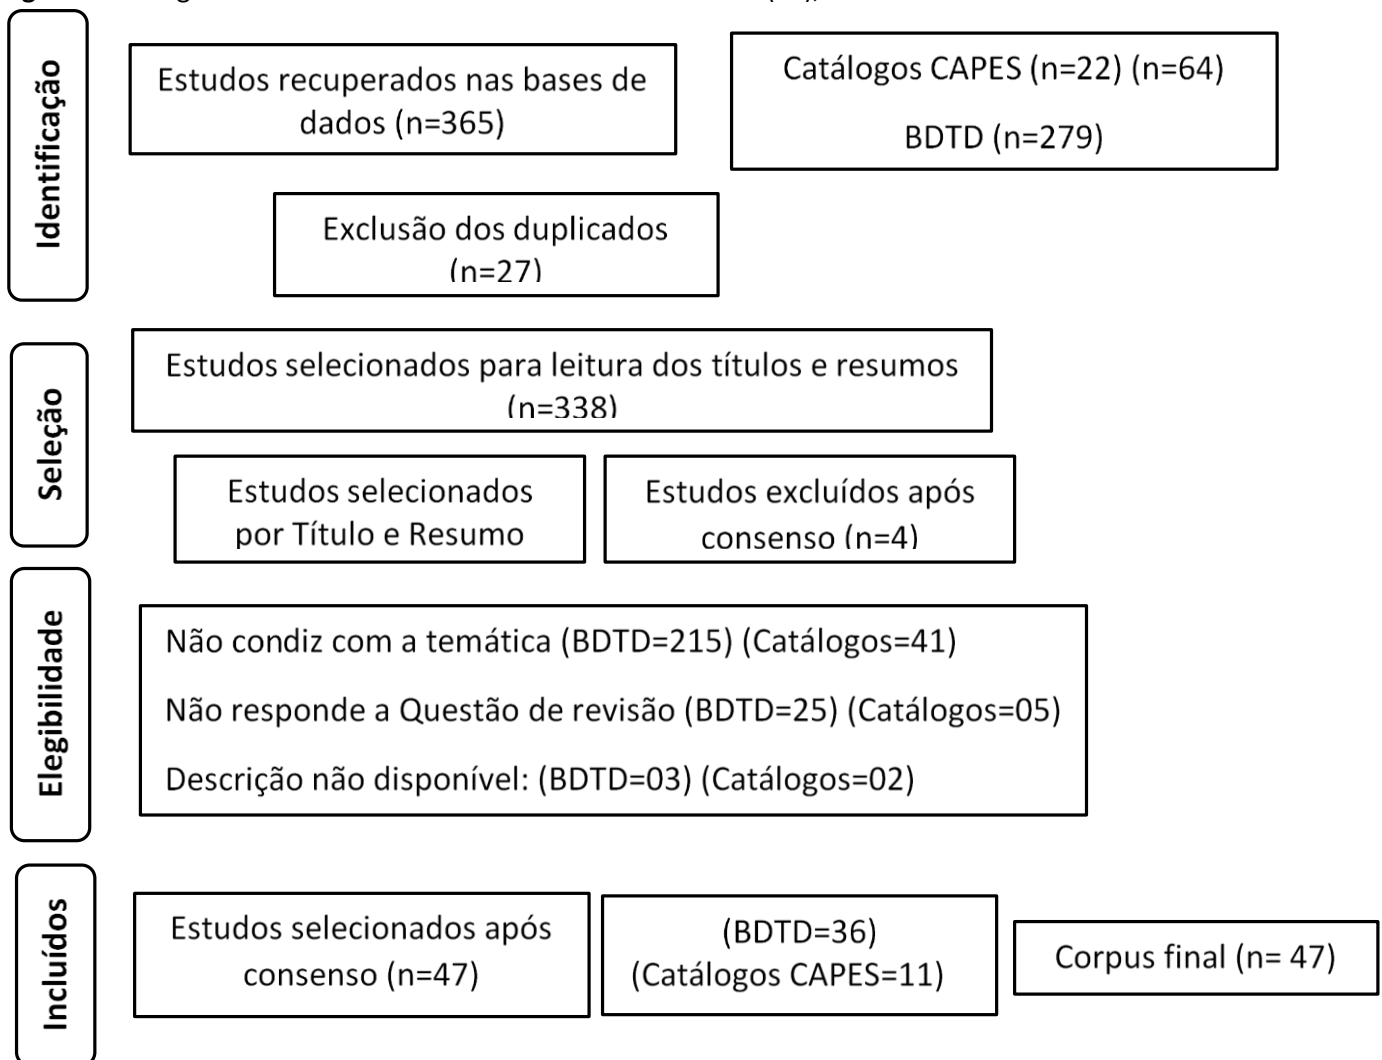 Identificação
Estudos recuperados nas bases de
dados (n=365)
Catálogos CAPES (n=22) (n=64)
BDTD (n=279)
Exclusão dos duplicados
(n=27)
Seleção
Estudos selecionados para leitura dos títulos e resumos
(n=338)
Estudos selecionados
por Título e Resumo
Estudos excluídos após
consenso (n=4)
Elegibilidade
Não condiz com a temática (BDTD=215) (Catálogos=41)
Não responde a Questão de revisão (BDTD=25) (Catálogos=05)
Descrição não disponível: (BDTD=03) (Catálogos=02)
Incluídos
Estudos selecionados após
consenso (n=47)
(BDTD=36)
(Catálogos CAPES=11)
Corpus final (n= 47)